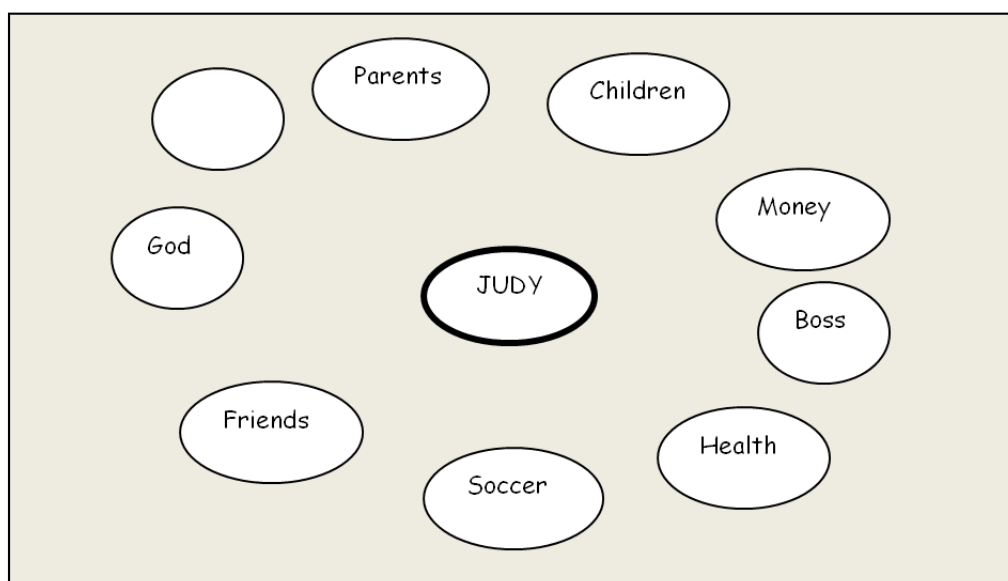 Parents
Children
Money
God
JUDY
Boss
Friends
Health
Soccer